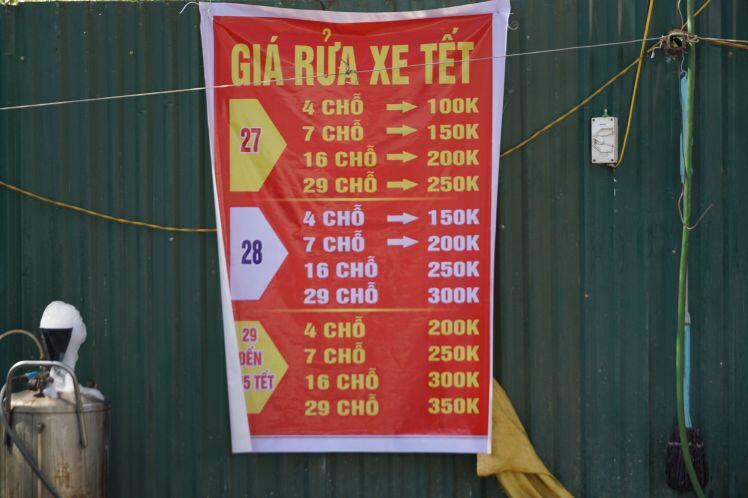 GIÁ RỬA XE TẾT
27
4 CHỖ → 100K
7 CHỖ → 150K
16 CHỖ → 200K
29 CHỖ → 250K
28
4 CHỖ → 150K
7 CHỖ → 200K
16 CHỖ 250K
29 CHỖ 300K
29
ĐẾN
5 TẾT
4 CHỖ 200K
7 CHỖ 250K
16 CHỖ 300K
29 CHỖ 350K